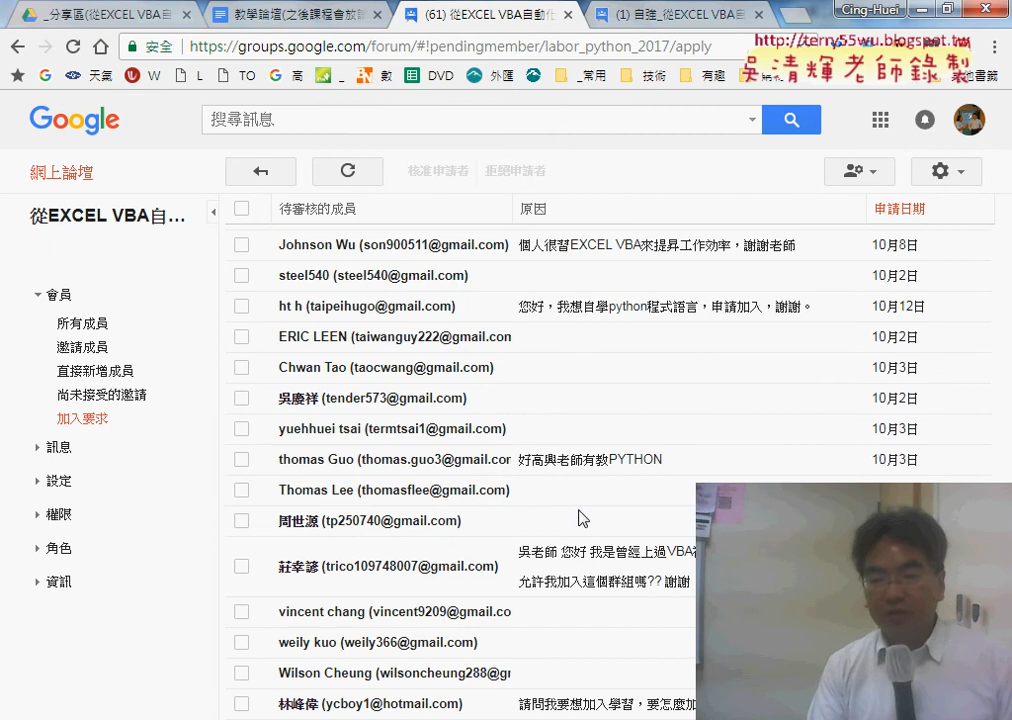 _分享區(從EXCEL VBA自
教學論壇(之後課程會放
(61) 從EXCEL VBA自動化
(1) 自強_從EXCEL VBA自
Cing-Huei
安全
https://groups.google.com/forum/#!pendingmember/labor_python_2017/apply
http://terry55wu.blogspot.tw
吳清輝老師錄製
天氣
W
L
TO
高
_
數
DVD
外匯
_常用
技術
有趣
書籤
Google
搜尋訊息
網上論壇
核准申請者
拒絕申請者
從EXCEL VBA自...
待審核的成員
原因
申請日期
會員
所有成員
邀請成員
直接新增成員
尚未接受的邀請
加入要求
訊息
設定
權限
角色
資訊
Johnson Wu (son900511@gmail.com) 個人很習EXCEL VBA來提昇工作效率，謝謝老師 10月8日
steel540 (steel540@gmail.com) 10月2日
ht h (taipeihugo@gmail.com) 您好，我想自學python程式語言，申請加入，謝謝。 10月12日
ERIC LEEN (taiwanguy222@gmail.con 10月2日
Chwan Tao (taocwang@gmail.com) 10月3日
吳慶祥 (tender573@gmail.com) 10月2日
yuehhuei tsai (termtsai1@gmail.com) 10月3日
thomas Guo (thomas.guo3@gmail.cor 好高興老師有教PYTHON 10月3日
Thomas Lee (thomasflee@gmail.com)
周世源 (tp250740@gmail.com)
吳老師 您好 我是曾經上過VBA
莊幸諺 (trico109748007@gmail.com)
允許我加入這個群組嗎?? 謝謝
vincent chang (vincent9209@gmail.co
weily kuo (weily366@gmail.com)
Wilson Cheung (wilsoncheung288@gr
林峰偉 (ycboy1@hotmail.com) 請問我要想加入學習，要怎麼加